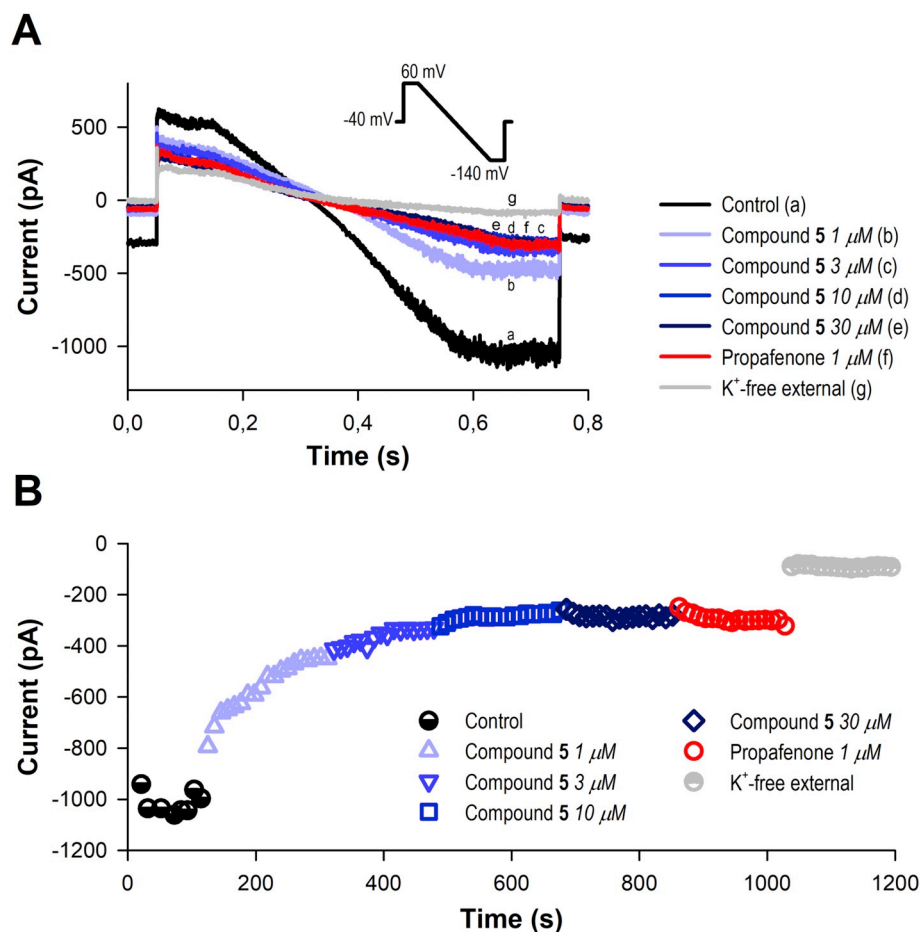 A
60 mV
-40 mV
-140 mV
500
0
-500
-1000
Current (pA)
g
e d f c
b
a
0,0 0,2 0,4 0,6 0,8
Time (s)
Control (a)
Compound 5 1 μM (b)
Compound 5 3 μM (c)
Compound 5 10 μM (d)
Compound 5 30 μM (e)
Propafenone 1 μM (f)
K⁺-free external (g)
B
0
-200
-400
-600
-800
-1000
-1200
Current (pA)
Control
Compound 5 1 μM
Compound 5 3 μM
Compound 5 10 μM
Compound 5 30 μM
Propafenone 1 μM
K⁺-free external
0 200 400 600 800 1000 1200
Time (s)